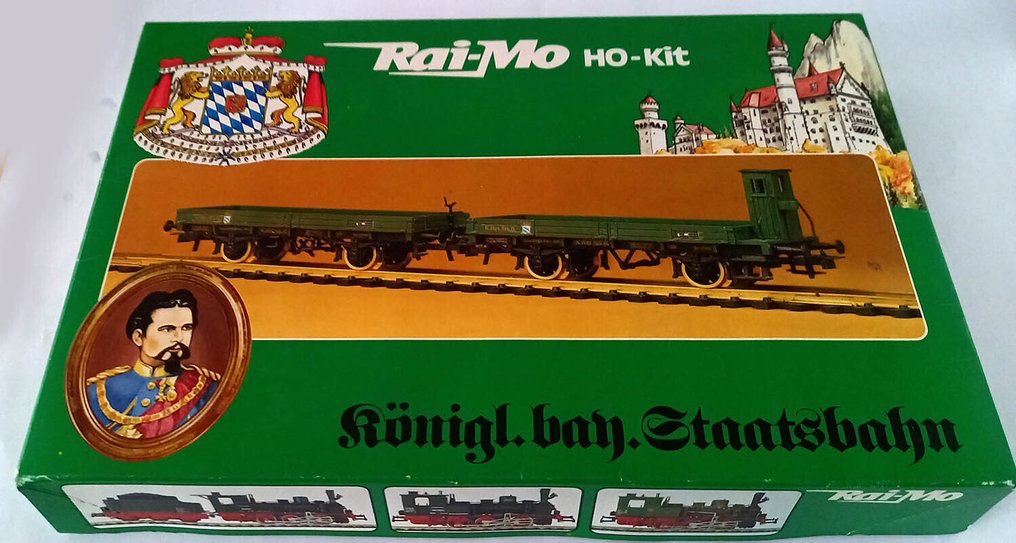 Rai-Mo HO-Kit
Königl. bay. Staatsbahn
Rai-Mo